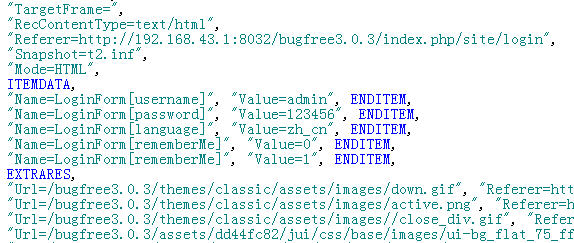 "TargetFrame=",
"RecContentType=text/html",
"Referer=http://192.168.43.1:8032/bugfree3.0.3/index.php/site/login",
"Snapshot=t2.inf",
"Mode=HTML",
ITEMDATA,
"Name=LoginForm[username]", "Value=admin", ENDITEM,
"Name=LoginForm[password]", "Value=123456", ENDITEM,
"Name=LoginForm[language]", "Value=zh_cn", ENDITEM,
"Name=LoginForm[rememberMe]", "Value=0", ENDITEM,
"Name=LoginForm[rememberMe]", "Value=1", ENDITEM,
EXTRARES,
"Url=/bugfree3.0.3/themes/classic/assets/images/down.gif", "Referer=htt
"Url=/bugfree3.0.3/themes/classic/assets/images/active.png", "Referer=h
"Url=/bugfree3.0.3/themes/classic/assets/images//close_div.gif", "Refer
"Url=/bugfree3.0.3/assets/dd44fc82/jui/css/base/images/ui-bg_flat_75_ff